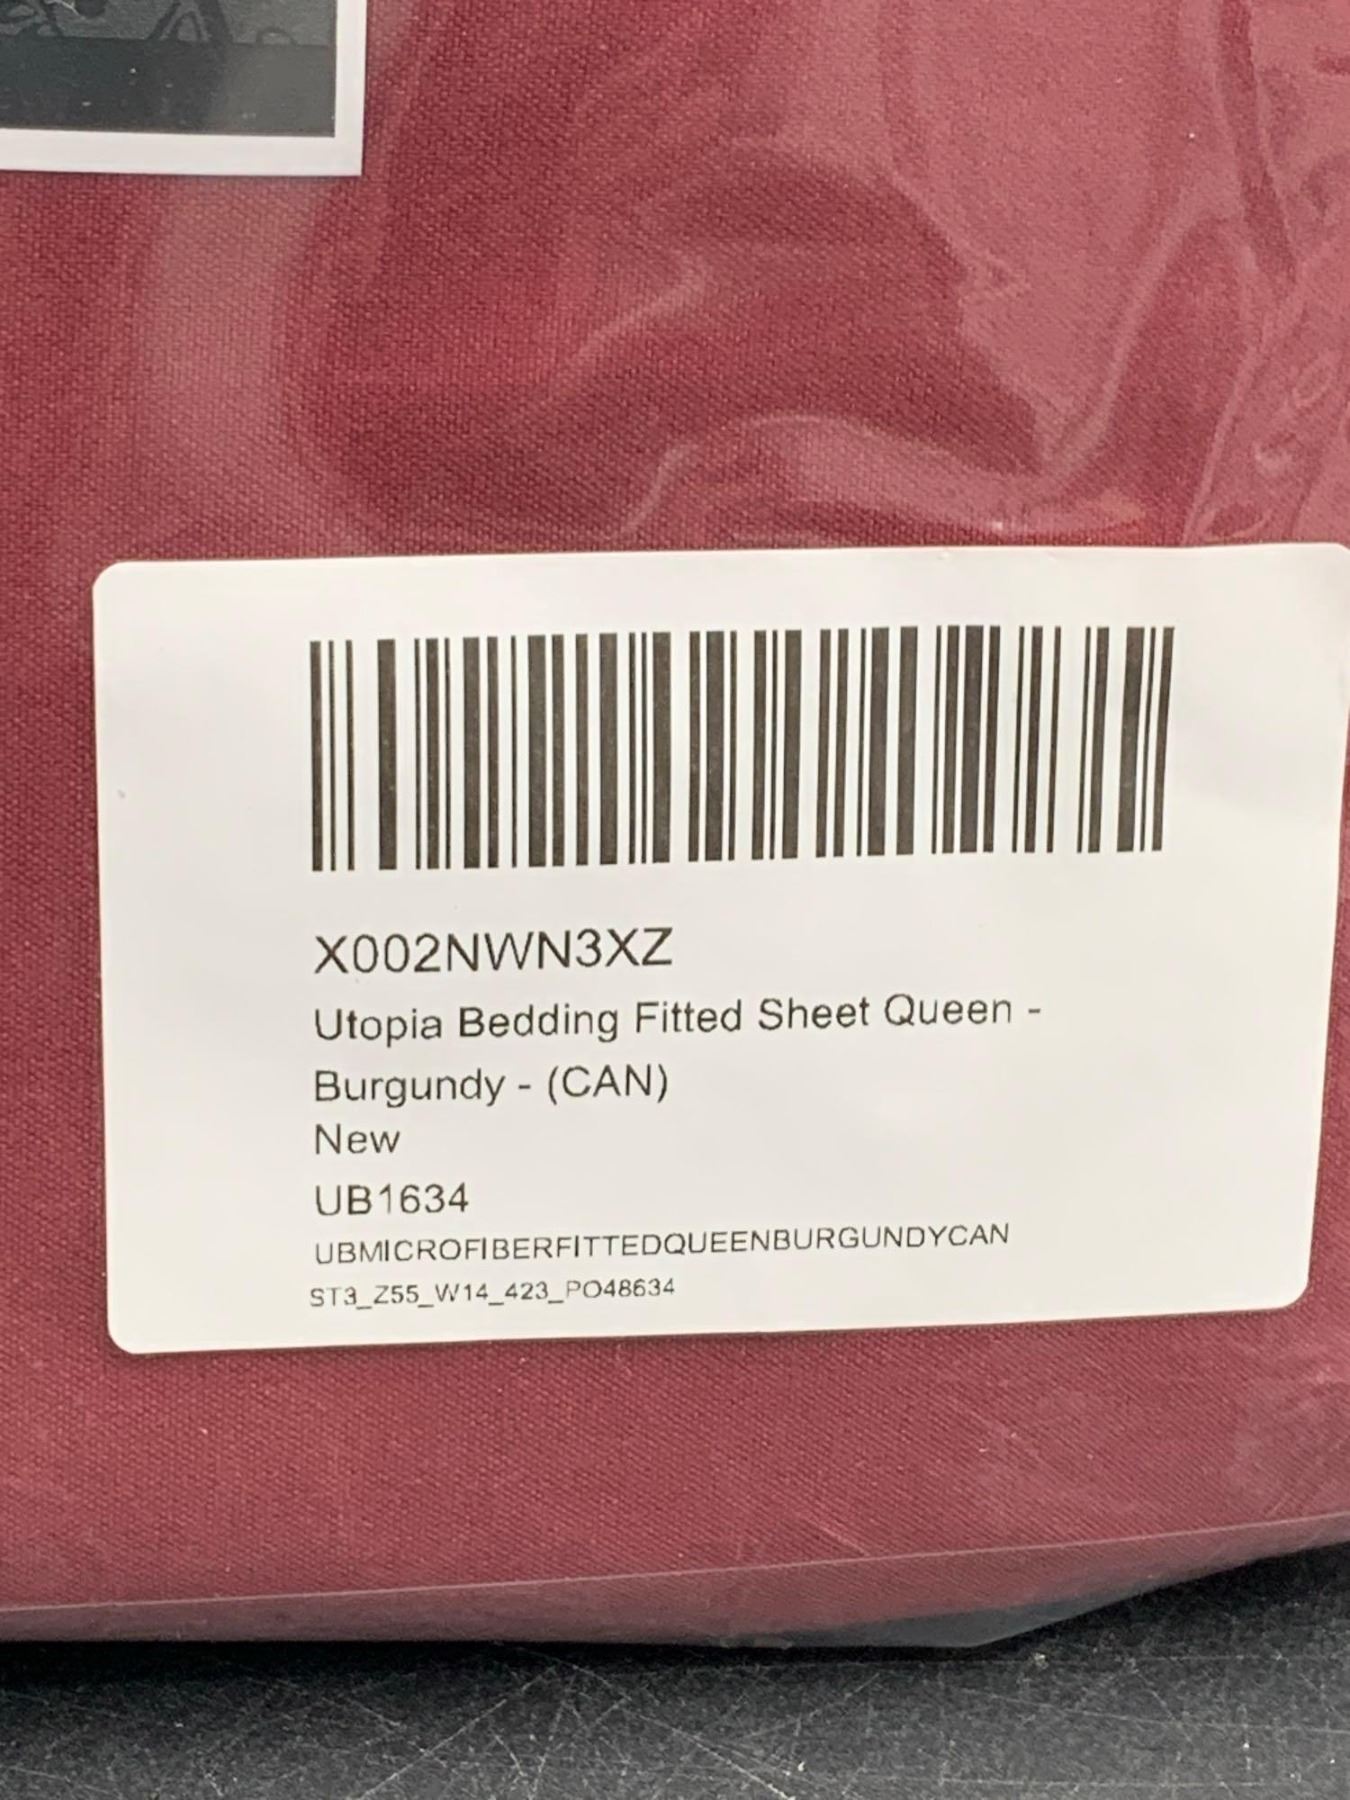 X002NWN3XZ
Utopia Bedding Fitted Sheet Queen -
Burgundy - (CAN)
New
UB1634
UBMICROFIBERFITTEDQUEENBURGUNDYCAN
ST3_Z55_W14_423_PO48634